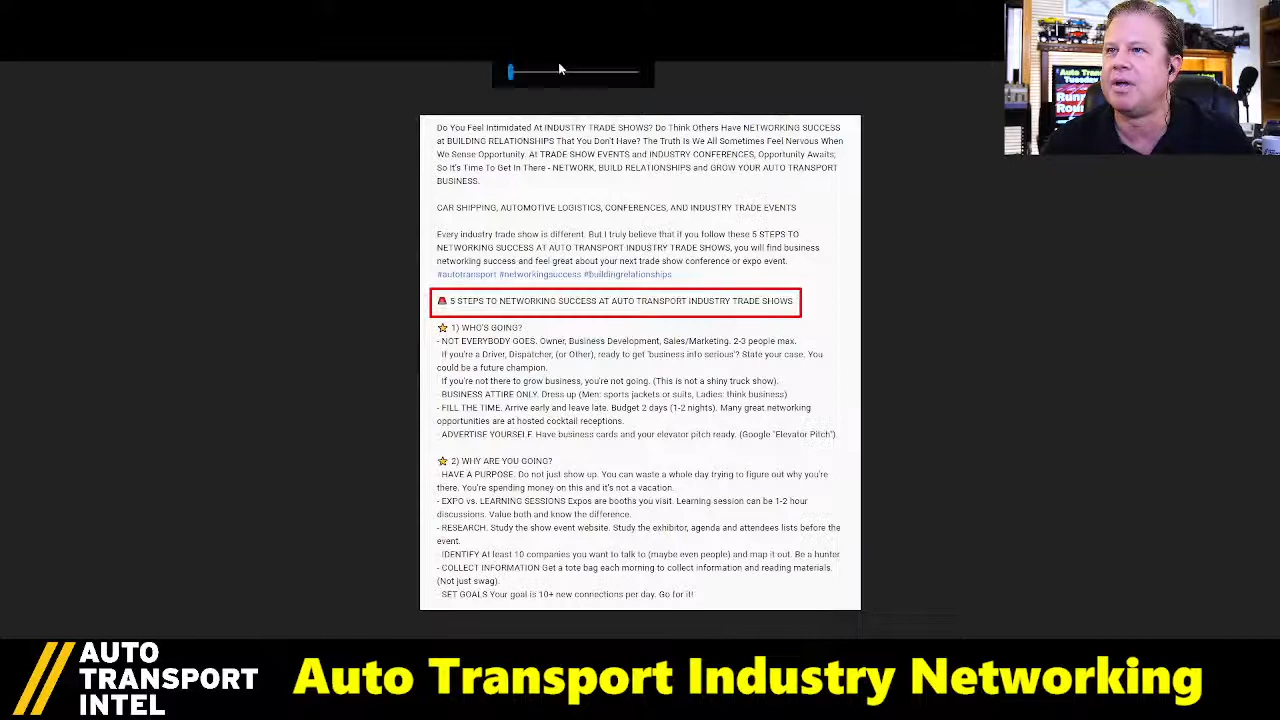 Auto Trans
Tuesday
Runn
Rou
Do You Feel Intimidated At INDUSTRY TRADE SHOWS? Do Think Others Have NETWORKING SUCCESS
at BUILDING RELATIONSHIPS That You Don't Have? The Truth Is We All Sometimes Feel Nervous When
We Sense Opportunity. At TRADE SHOW EVENTS and INDUSTRY CONFERENCES, Opportunity Awaits;
So It's Time To Get In There - NETWORK, BUILD RELATIONSHIPS and GROW YOUR AUTO TRANSPORT
BUSINESS.
CAR SHIPPING, AUTOMOTIVE LOGISTICS, CONFERENCES, AND INDUSTRY TRADE EVENTS
Every industry trade show is different. But I truly believe that if you follow these 5 STEPS TO
NETWORKING SUCCESS AT AUTO TRANSPORT INDUSTRY TRADE SHOWS, you will find business
networking success and feel great about your next trade show conference or expo event.
#autotransport #networkingsuccess #buildingrelationships
5 STEPS TO NETWORKING SUCCESS AT AUTO TRANSPORT INDUSTRY TRADE SHOWS
1) WHO'S GOING?
- NOT EVERYBODY GOES. Owner, Business Development, Sales/Marketing. 2-3 people max.
If you're a Driver, Dispatcher, (or Other), ready to get 'business into serious'? State your case. You
could be a future champion.
If you're not there to grow business, you're not going. (This is not a shiny truck show).
- BUSINESS ATTIRE ONLY. Dress up (Men: sports jackets or suits, Ladies: think business)
- FILL THE TIME. Arrive early and leave late. Budget 2 days (1-2 nights). Many great networking
opportunities are at hosted cocktail receptions.
- ADVERTISE YOURSELF. Have business cards and your elevator pitch ready. (Google "Elevator Pitch").
2) WHY ARE YOU GOING?
- HAVE A PURPOSE. Do not just show up. You can waste a whole day trying to figure out why you're
there. You're spending money on this and it's not a vacation.
- EXPO vs. LEARNING SESSIONS Expos are booths you visit. Learning session can be 1-2 hour
discussions. Value both and know the difference.
- RESEARCH. Study the show event website. Study the exhibitor, agenda and attendees lists before the
event.
- IDENTIFY At least 10 companies you want to talk to (maybe even people) and map it out. Be a hunter
- COLLECT INFORMATION Get a tote bag each morning to collect information and reading materials.
(Not just swag).
- SET GOALS Your goal is 10+ new connections per day. Go for it!
AUTO
TRANSPORT
INTEL
Auto Transport Industry Networking